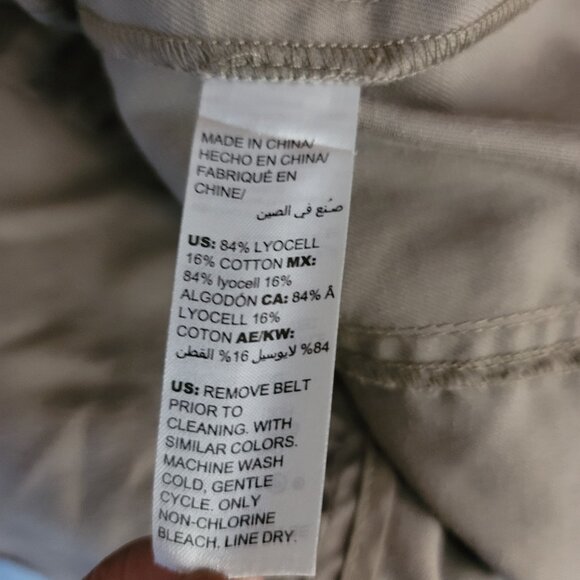 MADE IN CHINA/
HECHO EN CHINA/
FABRIQUÉ EN
CHINE/
صُنع في الصين
US: 84% LYOCELL
16% COTTON MX:
84% lyocell 16%
ALGODÓN CA: 84% Â
LYOCELL 16%
COTON AE/KW:
84% لايوسيل 16% القطن
US: REMOVE BELT
PRIOR TO
CLEANING. WITH
SIMILAR COLORS.
MACHINE WASH
COLD, GENTLE
CYCLE. ONLY
NON-CHLORINE
BLEACH. LINE DRY.